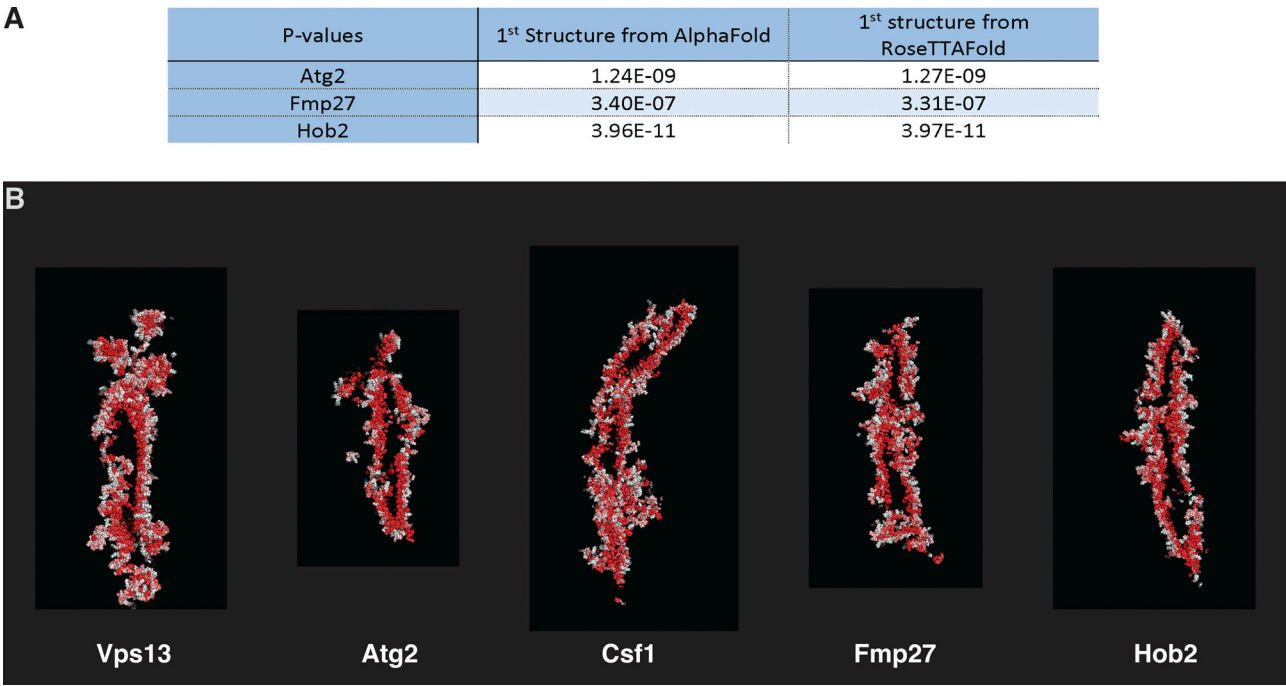 A
P-values 1st Structure from AlphaFold 1st structure from
RoseTTAFold
Atg2 1.24E-09 1.27E-09
Fmp27 3.40E-07 3.31E-07
Hob2 3.96E-11 3.97E-11
B
Vps13 Atg2 Csf1 Fmp27 Hob2